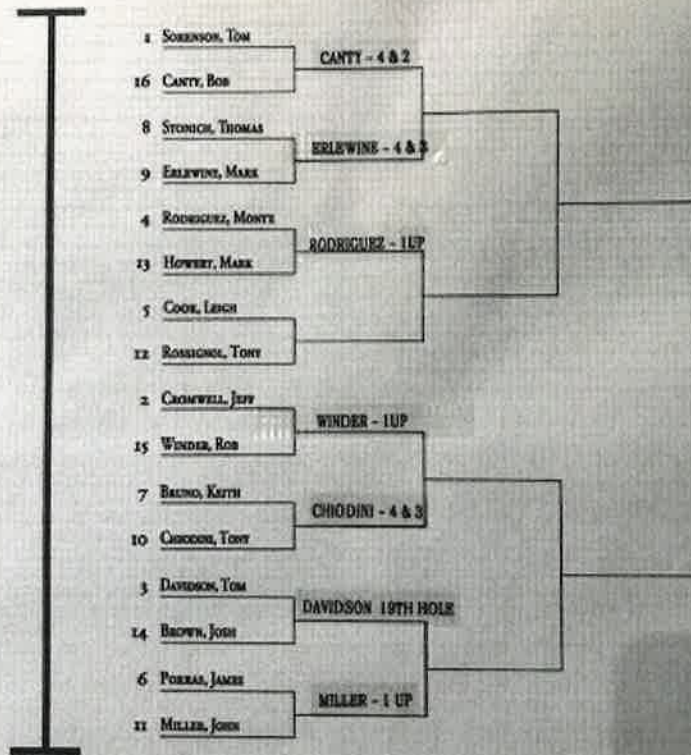 1 Sorenson, Tom
CANTY - 4 & 2
16 Canty, Bob
8 Stonich, Thomas
ERLEWINE - 4 & 3
9 Erlewine, Mark
4 Rodriguez, Monte
RODRIGUEZ - 1UP
13 Howert, Mark
5 Cook, Leigh
12 Rossignol, Tony
2 Cromwell, Jeff
WINDER - 1UP
15 Winder, Rob
7 Bruno, Keith
CHIODINI - 4 & 3
10 Chiodini, Tony
3 Davidson, Tom
DAVIDSON 19TH HOLE
14 Brown, Josh
6 Porras, James
MILLER - 1 UP
11 Miller, John